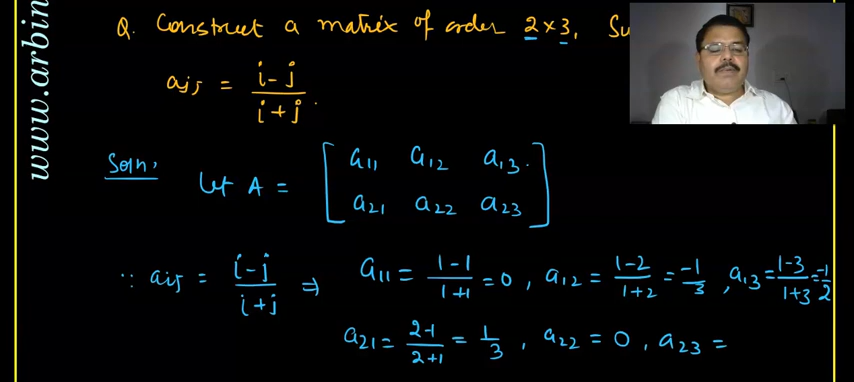 www.arbin
Q. Construct a matrix of order 2×3,
aij = i-j / i+j.
Soln:
Let A = [ a11 a12 a13.
a21 a22 a23 ]
∵ aij = i-j / i+j ⇒ a11 = 1-1 / 1+1 = 0, a12 = 1-2 / 1+2 = -1/3, a13 = 1-3 / 1+3 = -1/2
a21 = 2-1 / 2+1 = 1/3, a22 = 0, a23 =